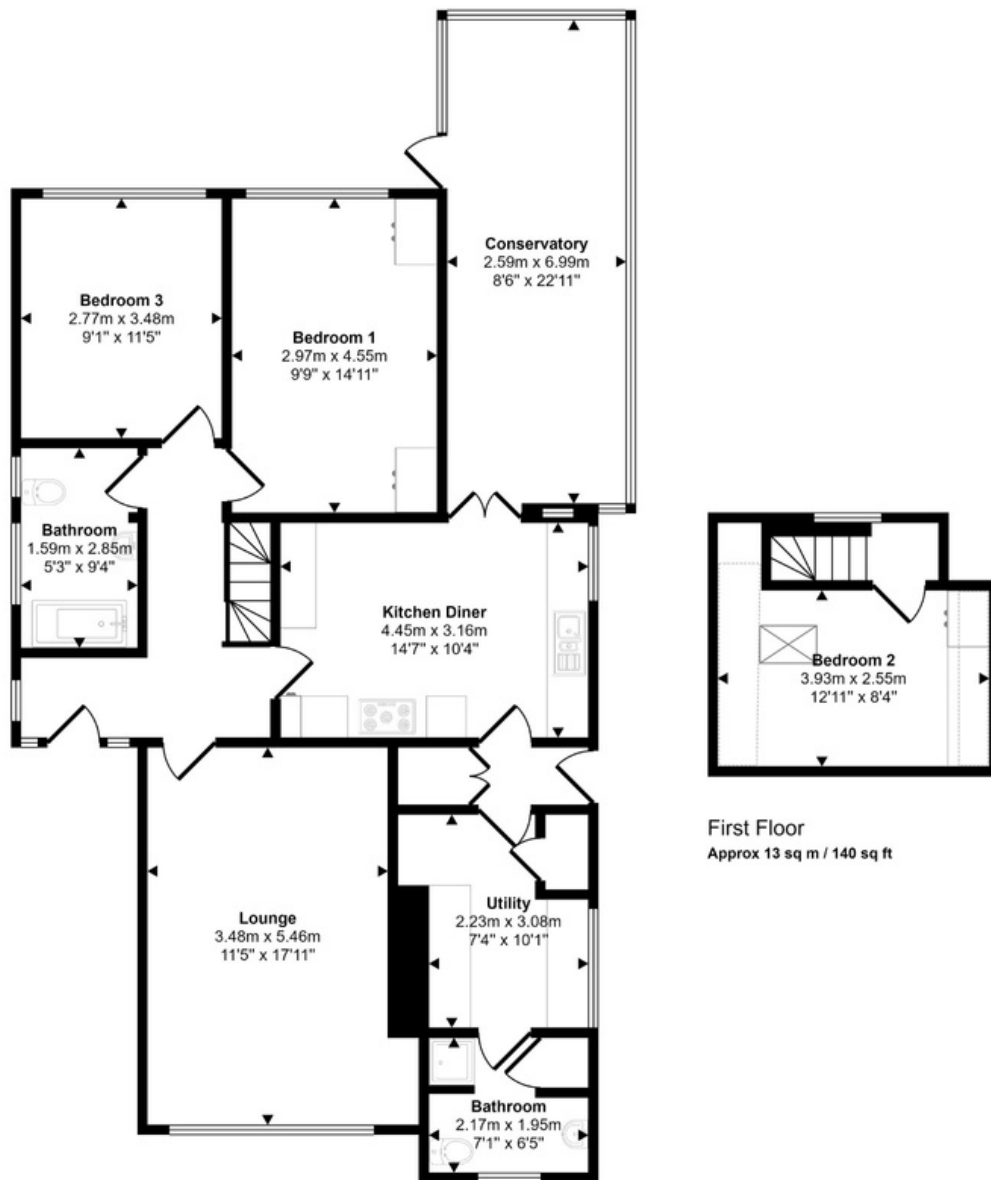 Conservatory
2.59m x 6.99m
8'6" x 22'11"
Bedroom 3
2.77m x 3.48m
9'1" x 11'5"
Bedroom 1
2.97m x 4.55m
9'9" x 14'11"
Bathroom
1.59m x 2.85m
5'3" x 9'4"
Kitchen Diner
4.45m x 3.16m
14'7" x 10'4"
Bedroom 2
3.93m x 2.55m
12'11" x 8'4"
First Floor
Approx 13 sq m / 140 sq ft
Lounge
3.48m x 5.46m
11'5" x 17'11"
Utility
2.23m x 3.08m
7'4" x 10'1"
Bathroom
2.17m x 1.95m
7'1" x 6'5"